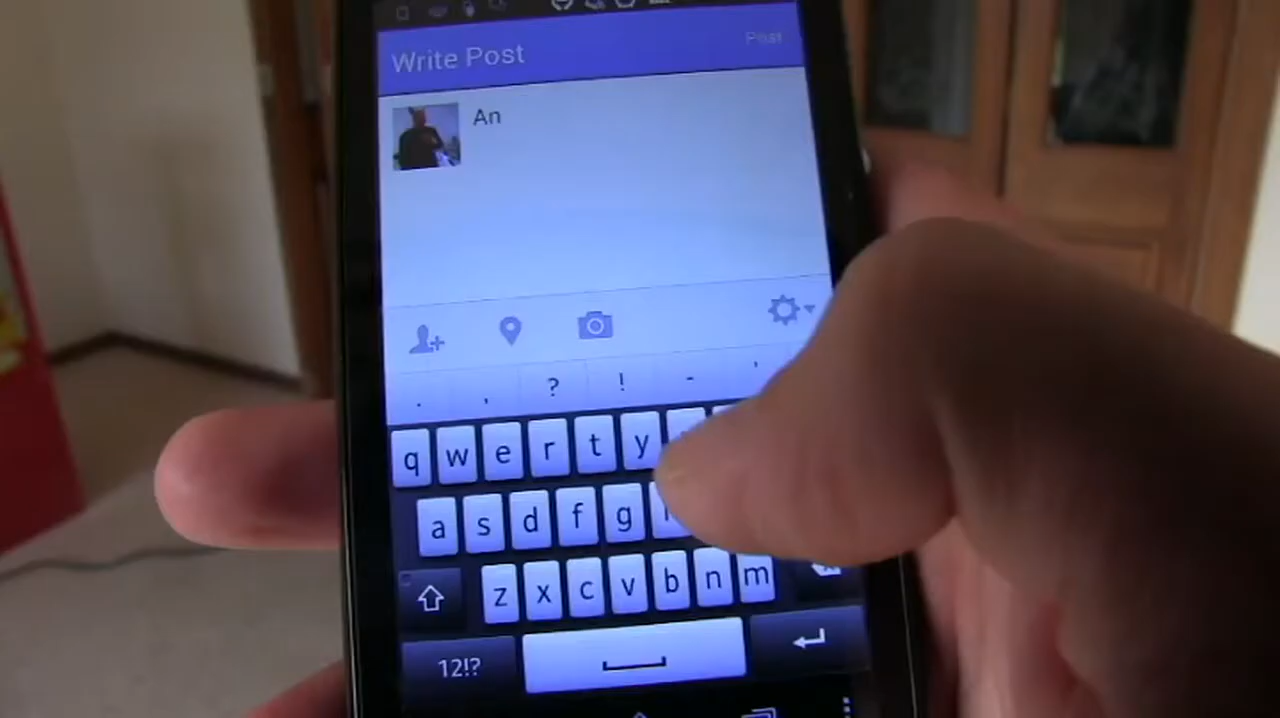 Write Post
Post
An
. , ? ! - '
q w e r t y
a s d f g
z x c v b n m
12!?